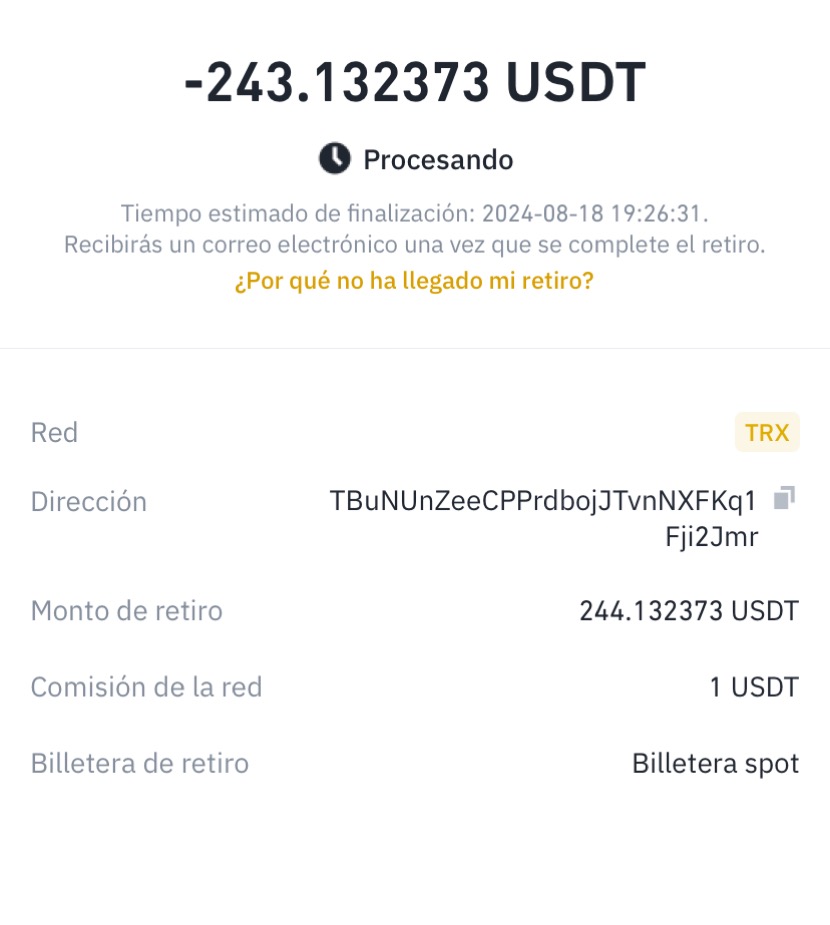 -243.132373 USDT
Procesando
Tiempo estimado de finalización: 2024-08-18 19:26:31.
Recibirás un correo electrónico una vez que se complete el retiro.
¿Por qué no ha llegado mi retiro?
Red TRX
Dirección TBuNUnZeeCPPrdbojJTvnNXFKq1
Fji2Jmr
Monto de retiro 244.132373 USDT
Comisión de la red 1 USDT
Billetera de retiro Billetera spot